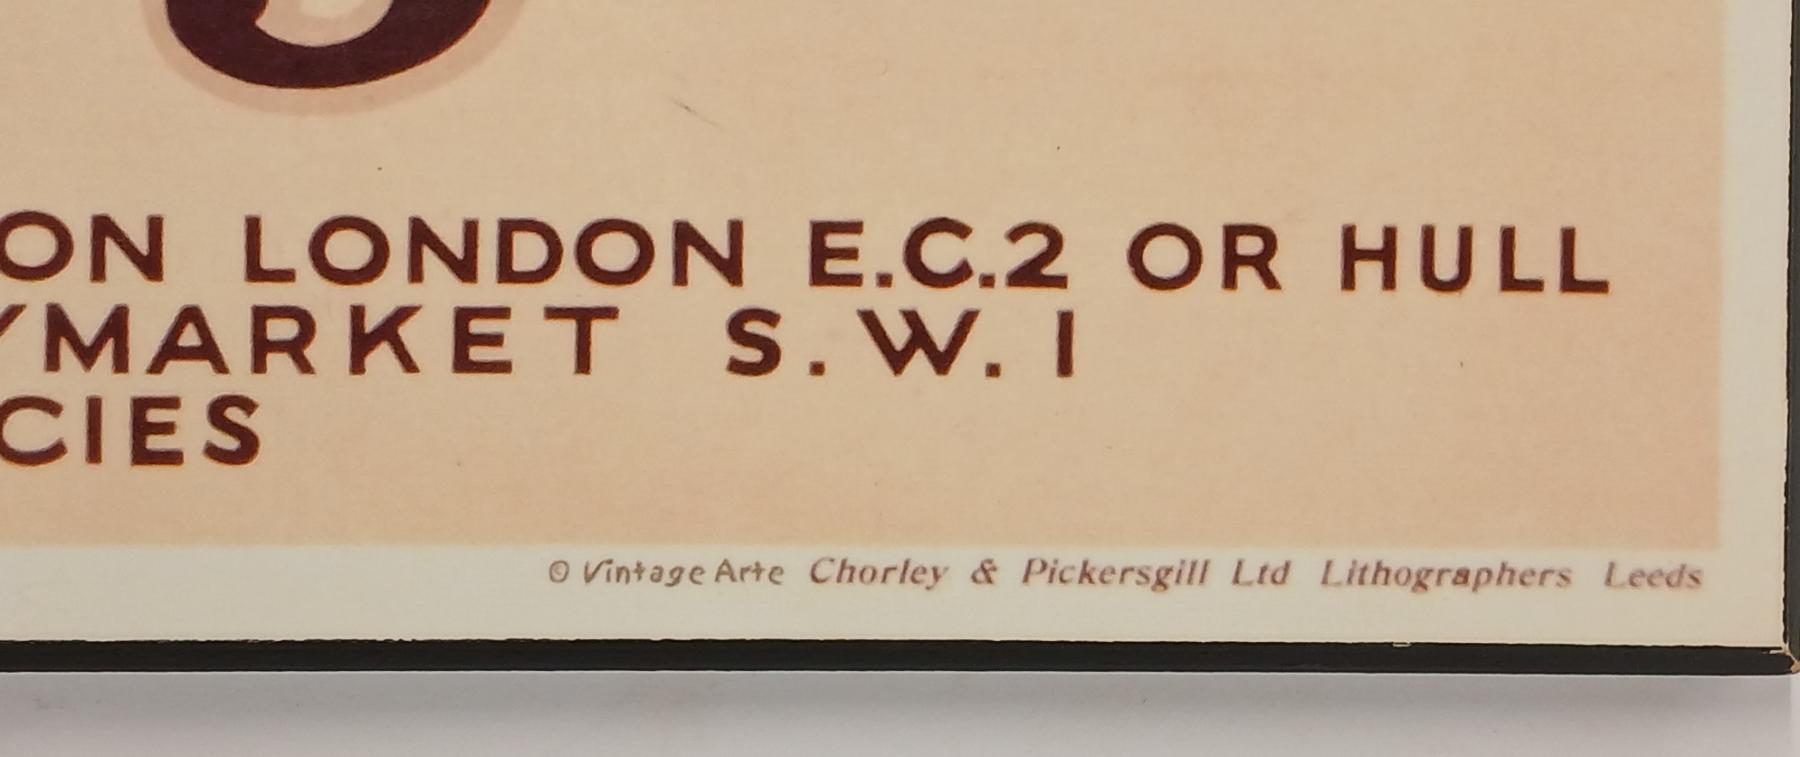 ON LONDON E.C.2 OR HULL
YMARKET S.W.1
CIES
© Vintage Arte Chorley & Pickersgill Ltd Lithographers Leeds